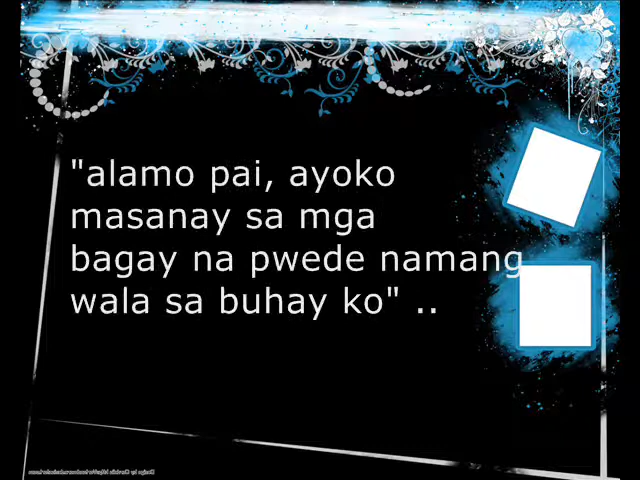 "alamo pai, ayoko
masanay sa mga
bagay na pwede namang
wala sa buhay ko" ..